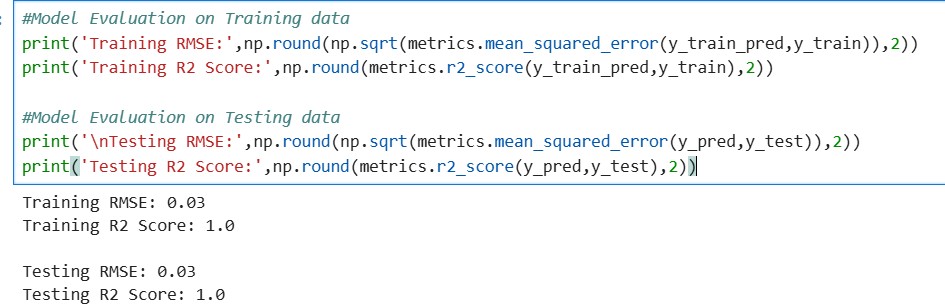 #Model Evaluation on Training data
print('Training RMSE:',np.round(np.sqrt(metrics.mean_squared_error(y_train_pred,y_train)),2))
print('Training R2 Score:',np.round(metrics.r2_score(y_train_pred,y_train),2))

#Model Evaluation on Testing data
print('\nTesting RMSE:',np.round(np.sqrt(metrics.mean_squared_error(y_pred,y_test)),2))
print('Testing R2 Score:',np.round(metrics.r2_score(y_pred,y_test),2))
Training RMSE: 0.03
Training R2 Score: 1.0

Testing RMSE: 0.03
Testing R2 Score: 1.0